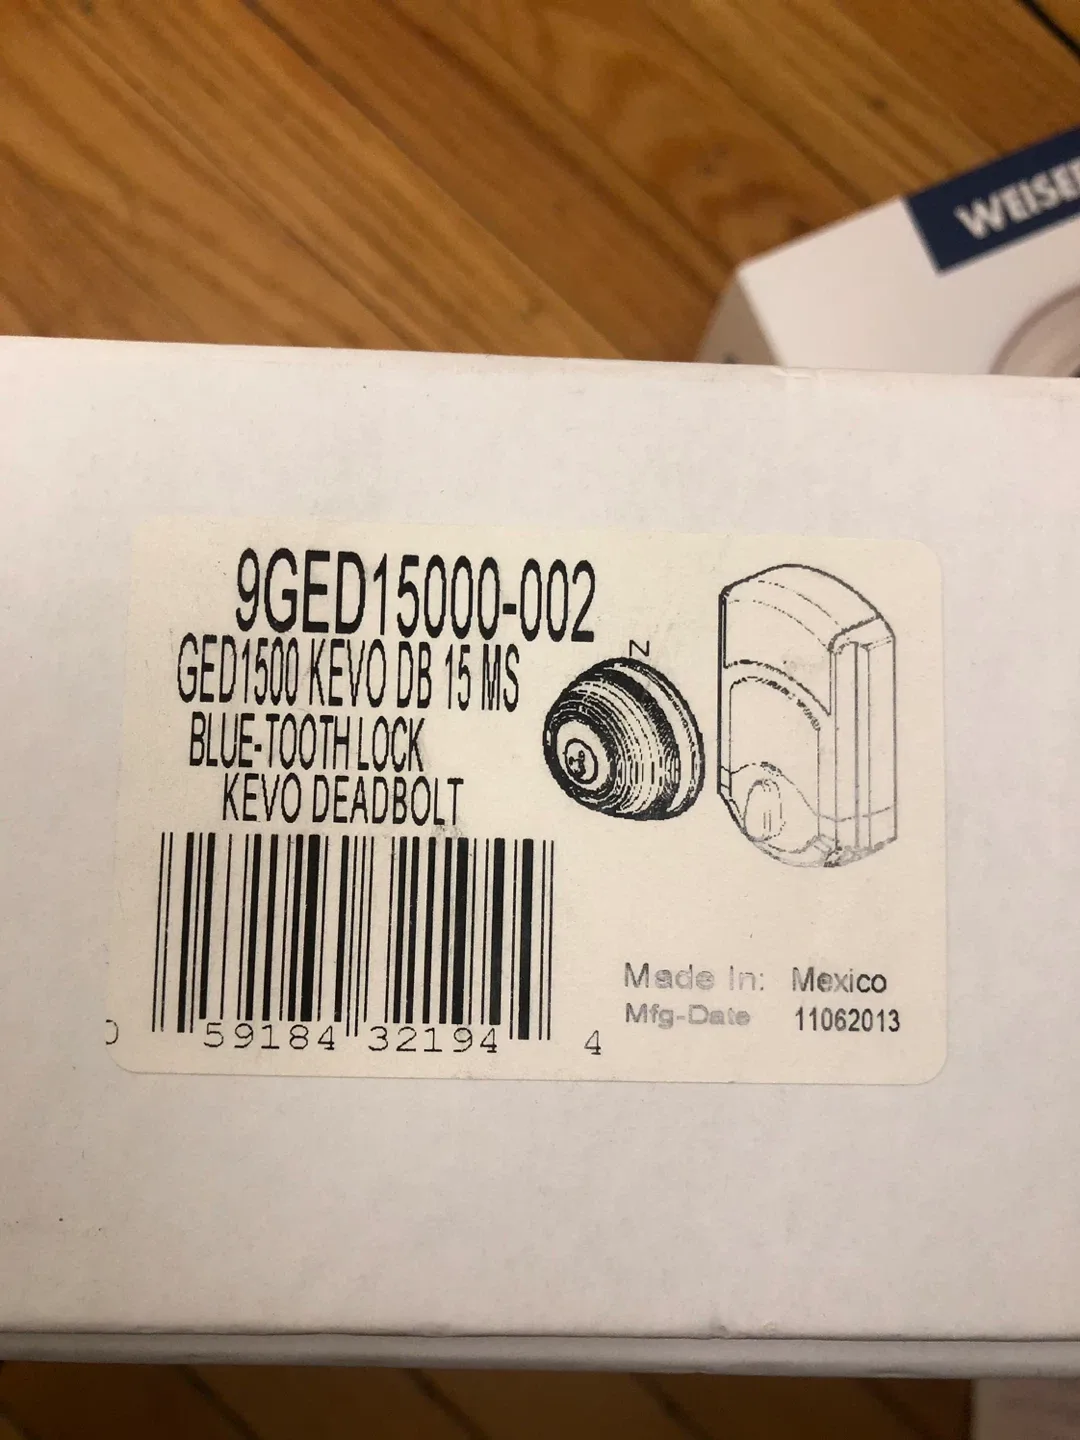 WEISER
9GED15000-002
GED1500 KEVO DB 15 MS
BLUE-TOOTH LOCK
KEVO DEADBOLT
0 59184 32194 4
Made In: Mexico
Mfg-Date 11062013